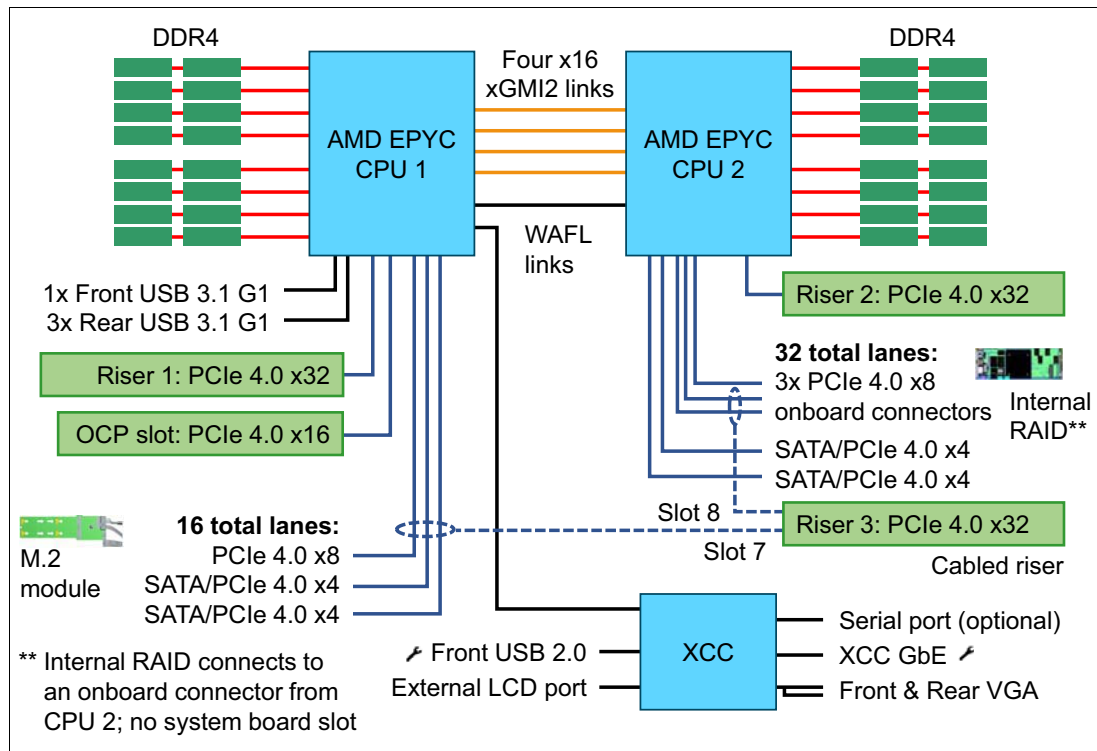 DDR4
DDR4
Four x16
xGMI2 links
AMD EPYC
CPU 1
AMD EPYC
CPU 2
WAFL
links
1x Front USB 3.1 G1
3x Rear USB 3.1 G1
Riser 1: PCIe 4.0 x32
OCP slot: PCIe 4.0 x16
Riser 2: PCIe 4.0 x32
32 total lanes:
3x PCIe 4.0 x8
onboard connectors
Internal
RAID**
SATA/PCIe 4.0 x4
SATA/PCIe 4.0 x4
Slot 8
Slot 7
Riser 3: PCIe 4.0 x32
Cabled riser
M.2
module
16 total lanes:
PCIe 4.0 x8
SATA/PCIe 4.0 x4
SATA/PCIe 4.0 x4
** Internal RAID connects to
an onboard connector from
CPU 2; no system board slot
Front USB 2.0
External LCD port
XCC
Serial port (optional)
XCC GbE
Front & Rear VGA